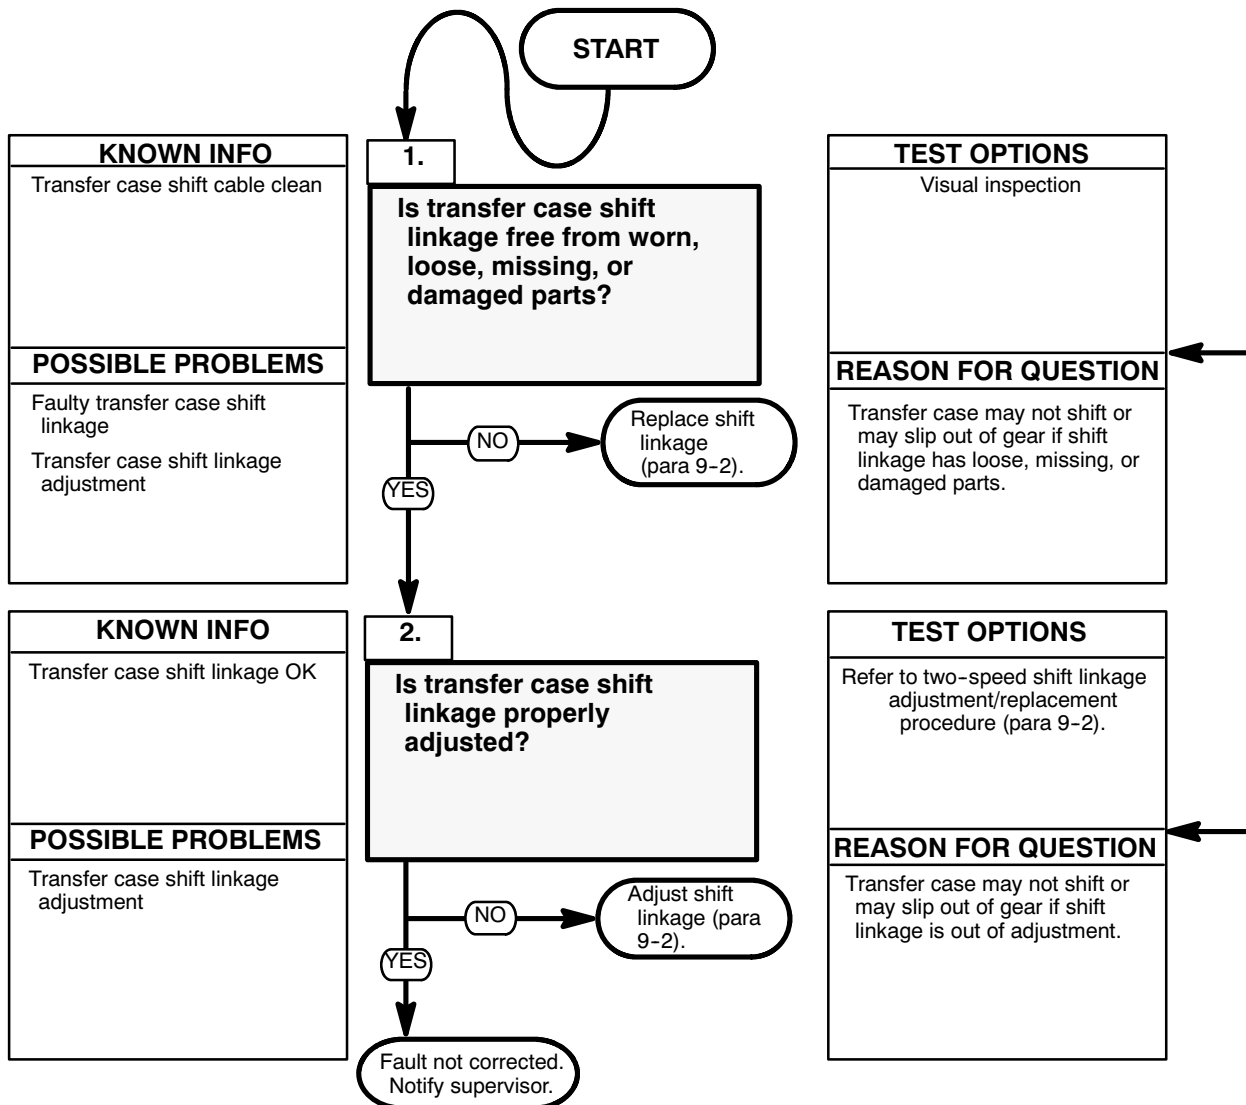 START
KNOWN INFO
Transfer case shift cable clean
POSSIBLE PROBLEMS
Faulty transfer case shift
linkage
Transfer case shift linkage
adjustment
1.
Is transfer case shift
linkage free from worn,
loose, missing, or
damaged parts?
NO
Replace shift
linkage
(para 9-2).
YES
TEST OPTIONS
Visual inspection
REASON FOR QUESTION
Transfer case may not shift or
may slip out of gear if shift
linkage has loose, missing, or
damaged parts.
KNOWN INFO
Transfer case shift linkage OK
POSSIBLE PROBLEMS
Transfer case shift linkage
adjustment
2.
Is transfer case shift
linkage properly
adjusted?
NO
Adjust shift
linkage (para
9-2).
YES
Fault not corrected.
Notify supervisor.
TEST OPTIONS
Refer to two-speed shift linkage
adjustment/replacement
procedure (para 9-2).
REASON FOR QUESTION
Transfer case may not shift or
may slip out of gear if shift
linkage is out of adjustment.